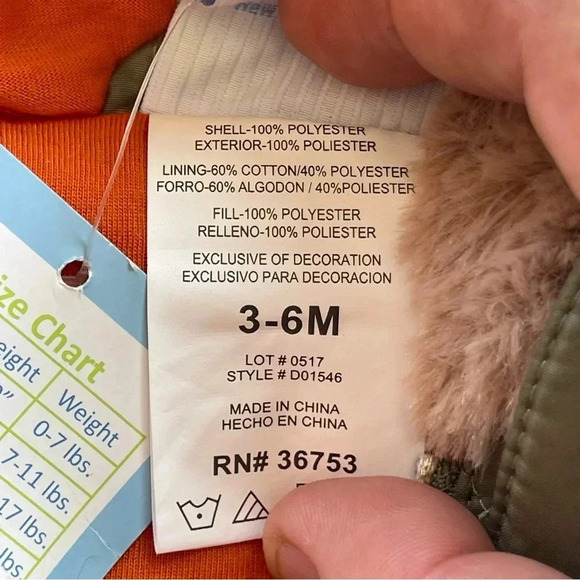 New
SHELL-100% POLYESTER
EXTERIOR-100% POLIESTER
LINING-60% COTTON/40% POLYESTER
FORRO-60% ALGODON / 40%POLIESTER
FILL-100% POLYESTER
RELLENO-100% POLIESTER
EXCLUSIVE OF DECORATION
EXCLUSIVO PARA DECORACION
3-6M
LOT # 0517
STYLE # D01546
MADE IN CHINA
HECHO EN CHINA
RN# 36753
ize Chart
eight Weight
0-7 lbs.
7-11 lbs.
17 lbs.
lbs.